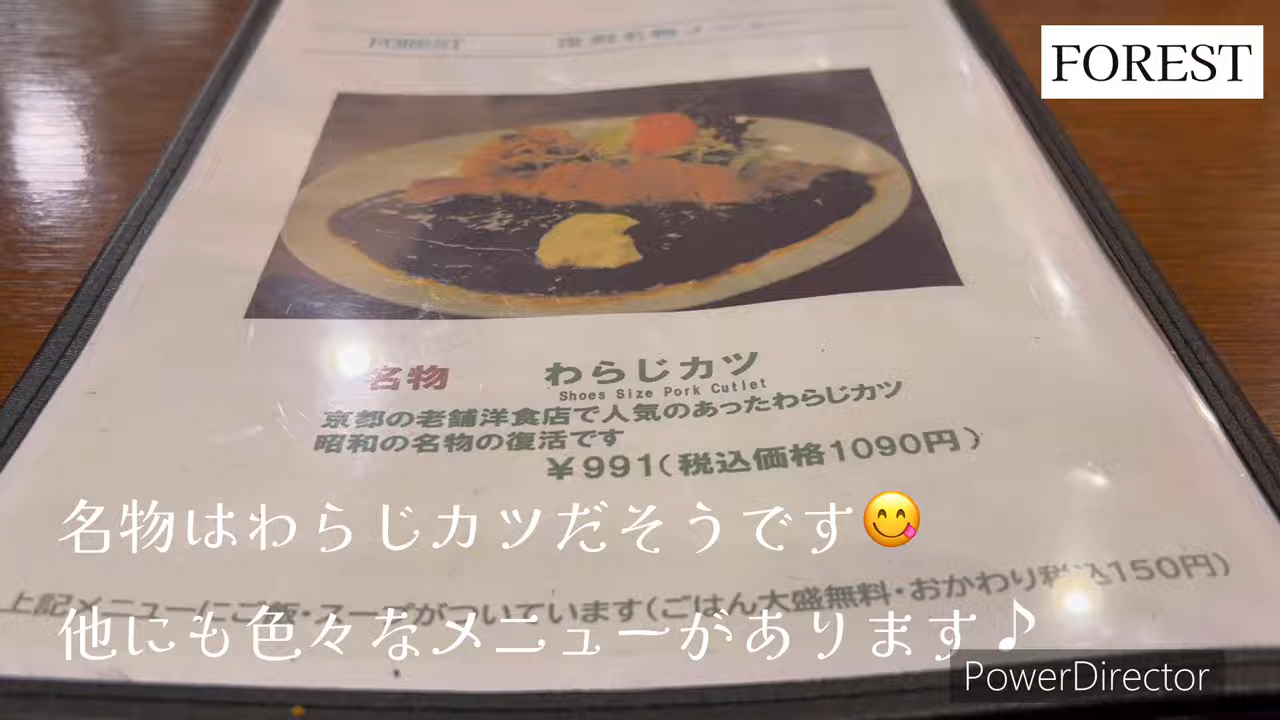 FOREST
FOREST
名物 わらじカツ
Shoes Size Pork Cutlet
京都の老舗洋食店で人気のあったわらじカツ
昭和の名物の復活です
¥991(税込価格1090円)
名物はわらじカツだそうです😋
上記メニューにご飯・スープがついています(ごはん大盛無料・おかわり税込150円)
他にも色々なメニューがあります♪
PowerDirector